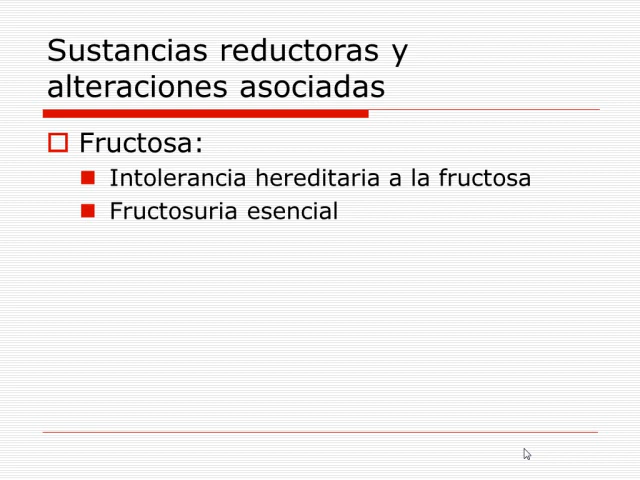 Sustancias reductoras y
alteraciones asociadas
Fructosa:
Intolerancia hereditaria a la fructosa
Fructosuria esencial